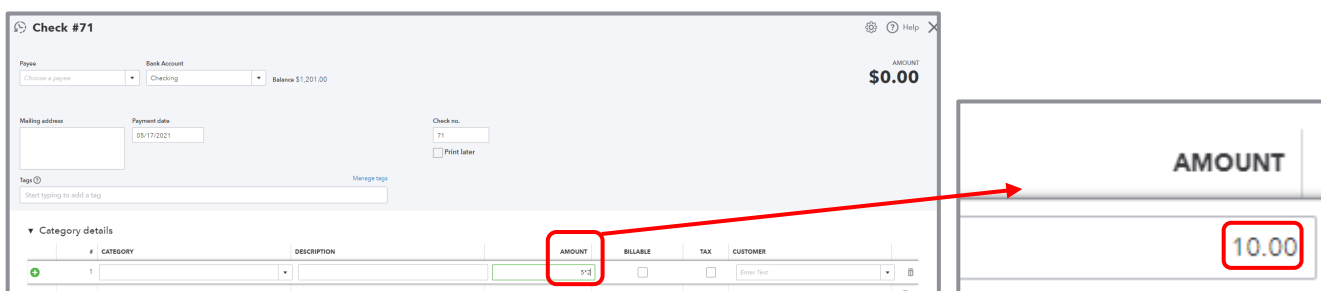 Check #71
Help
Payee
Bank Account
AMOUNT
Choose a payee
Checking
Balance $1,201.00
$0.00
Mailing address
Payment date
Check no.
05/17/2021
71
Print later
Tags
Manage tags
Start typing to add a tag
Category details
# CATEGORY DESCRIPTION AMOUNT BILLABLE TAX CUSTOMER
1 5*2 Enter Text
AMOUNT
10.00